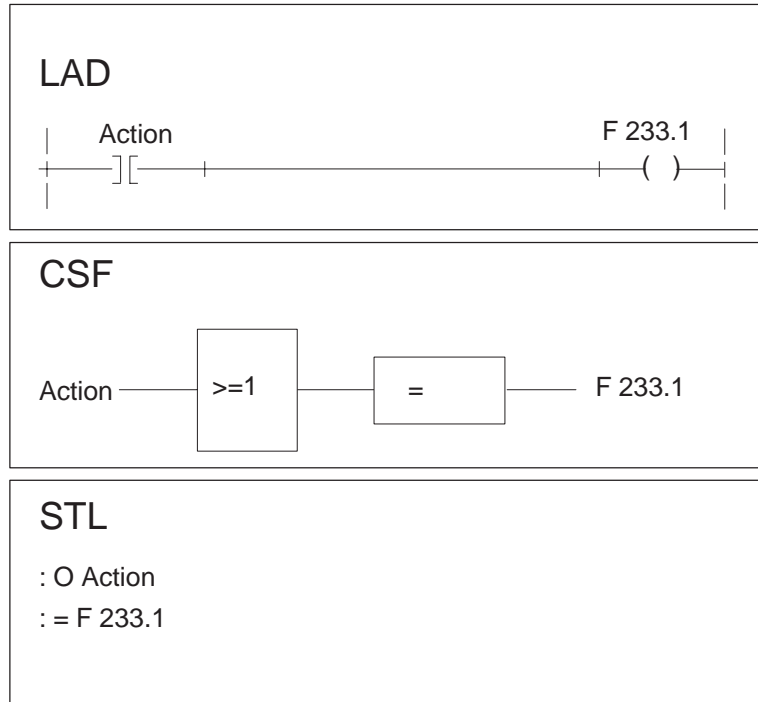 LAD
Action F 233.1
] [ ( )
CSF
Action >=1 = F 233.1
STL
: O Action
: = F 233.1